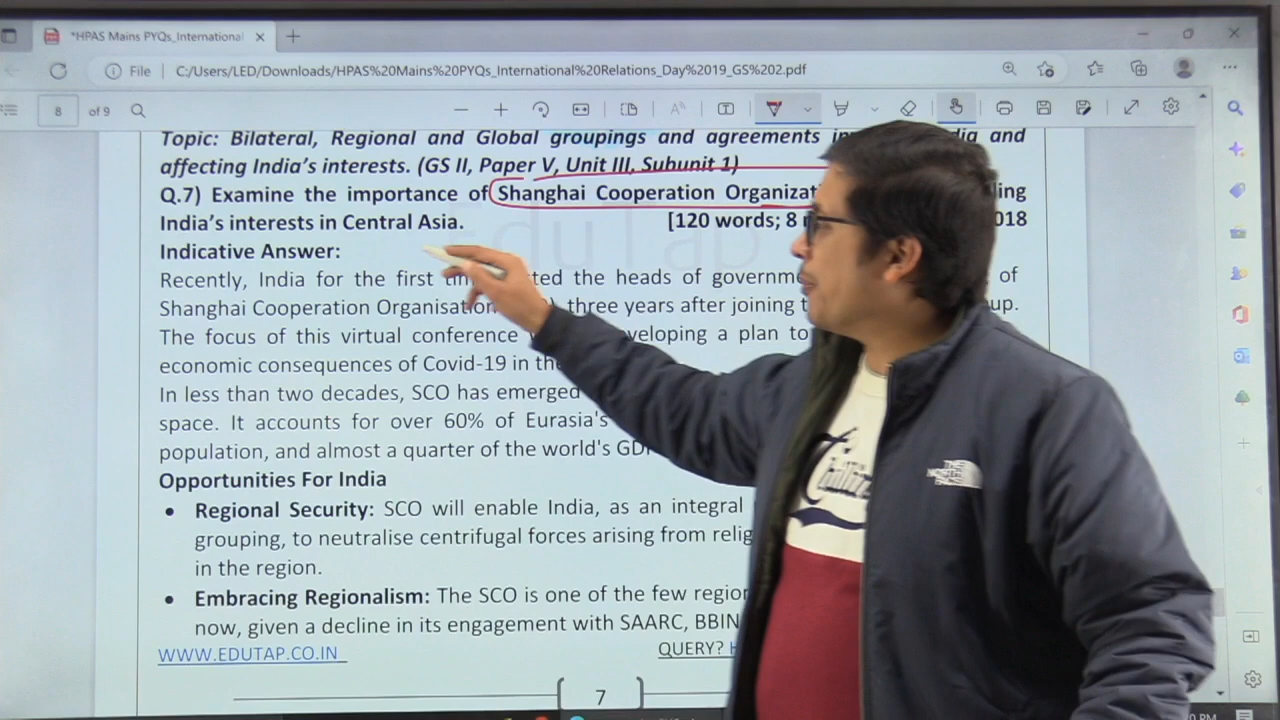 *HPAS Mains PYQs_International
File C:/Users/LED/Downloads/HPAS%20Mains%20PYQs_International%20Relations_Day%2019_GS%202.pdf
8 of 9
Topic: Bilateral, Regional and Global groupings and agreements and
affecting India's interests. (GS II, Paper V, Unit III, Subunit 1)
Q.7) Examine the importance of Shanghai Cooperation
India's interests in Central Asia. [120 words; 8
Indicative Answer:
Recently, India for the first the heads of of
Shanghai Cooperation Organisation three years after joining
The focus of this virtual conference a plan to
economic consequences of Covid-19 in
In less than two decades, SCO has emerged
space. It accounts for over 60% of Eurasia's
population, and almost a quarter of the world's
Opportunities For India
• Regional Security: SCO will enable India, as an integral
grouping, to neutralise centrifugal forces arising from
in the region.
• Embracing Regionalism: The SCO is one of the few
now, given a decline in its engagement with SAARC, BBIN
WWW.EDUTAP.CO.IN QUERY?
7
THE NORTH FACE